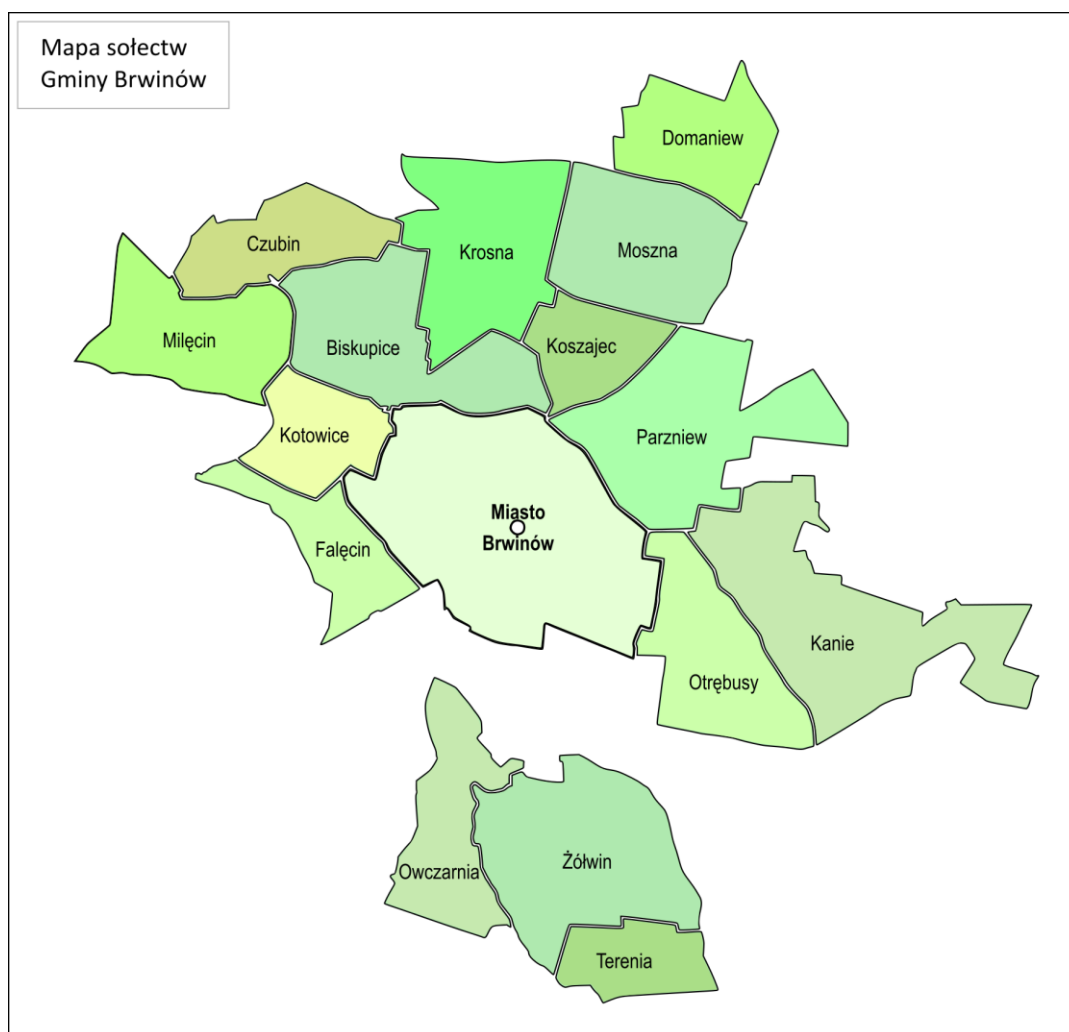 Mapa sołectw
Gminy Brwinów
Domaniew
Czubin
Krosna
Moszna
Milęcin
Biskupice
Koszajec
Kotowice
Parzniew
Miasto
Brwinów
Falęcin
Kanie
Otrębusy
Żółwin
Owczarnia
Terenia